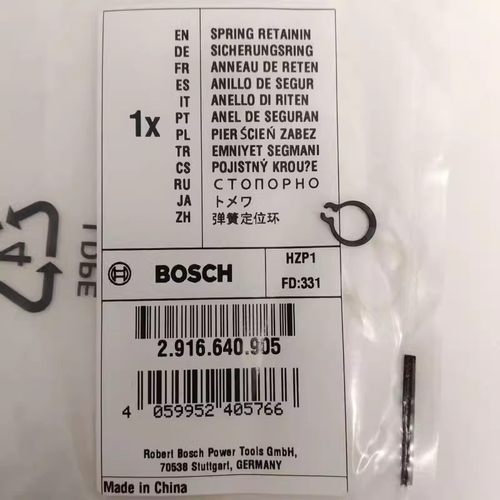 1x
EN SPRING RETAININ
DE SICHERUNGSRING
FR ANNEAU DE RETEN
ES ANILLO DE SEGUR
IT ANELLO DI RITEN
PT ANEL DE SEGURAN
PL PIERŚCIEŃ ZABEZ
TR EMNIYET SEGMANI
CS POJISTNÝ KROU?E
RU СТОПОРНО
JA トメワ
ZH 弹簧定位环
4
LDPE
BOSCH
HZP1
FD:331
2.916.640.905
4 059952 405766
Robert Bosch Power Tools GmbH,
70538 Stuttgart, GERMANY
Made in China